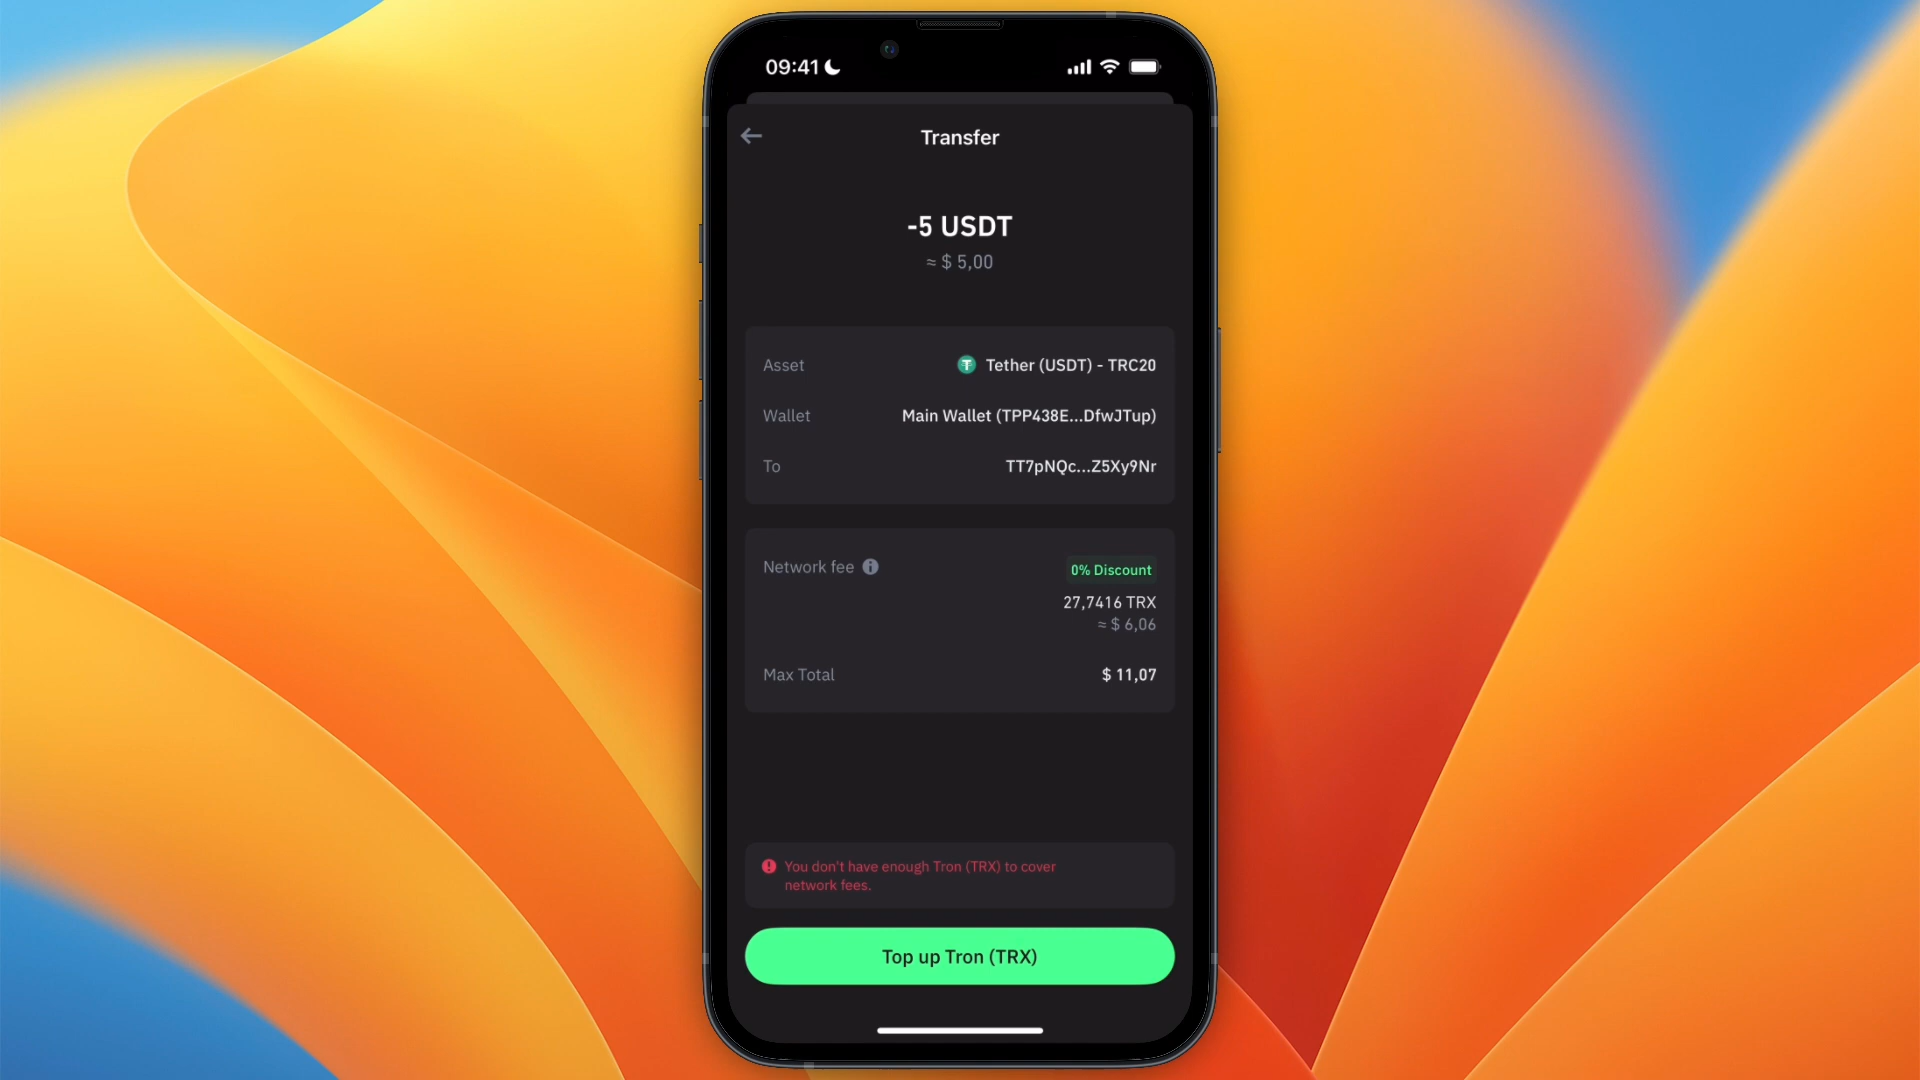 09:41
Transfer
-5 USDT
≈ $ 5,00
Asset Tether (USDT) - TRC20
Wallet Main Wallet (TPP438E...DfwJTup)
To TT7pNQc...Z5Xy9Nr
Network fee 0% Discount
27,7416 TRX
≈ $ 6,06
Max Total $ 11,07
You don't have enough Tron (TRX) to cover
network fees.
Top up Tron (TRX)